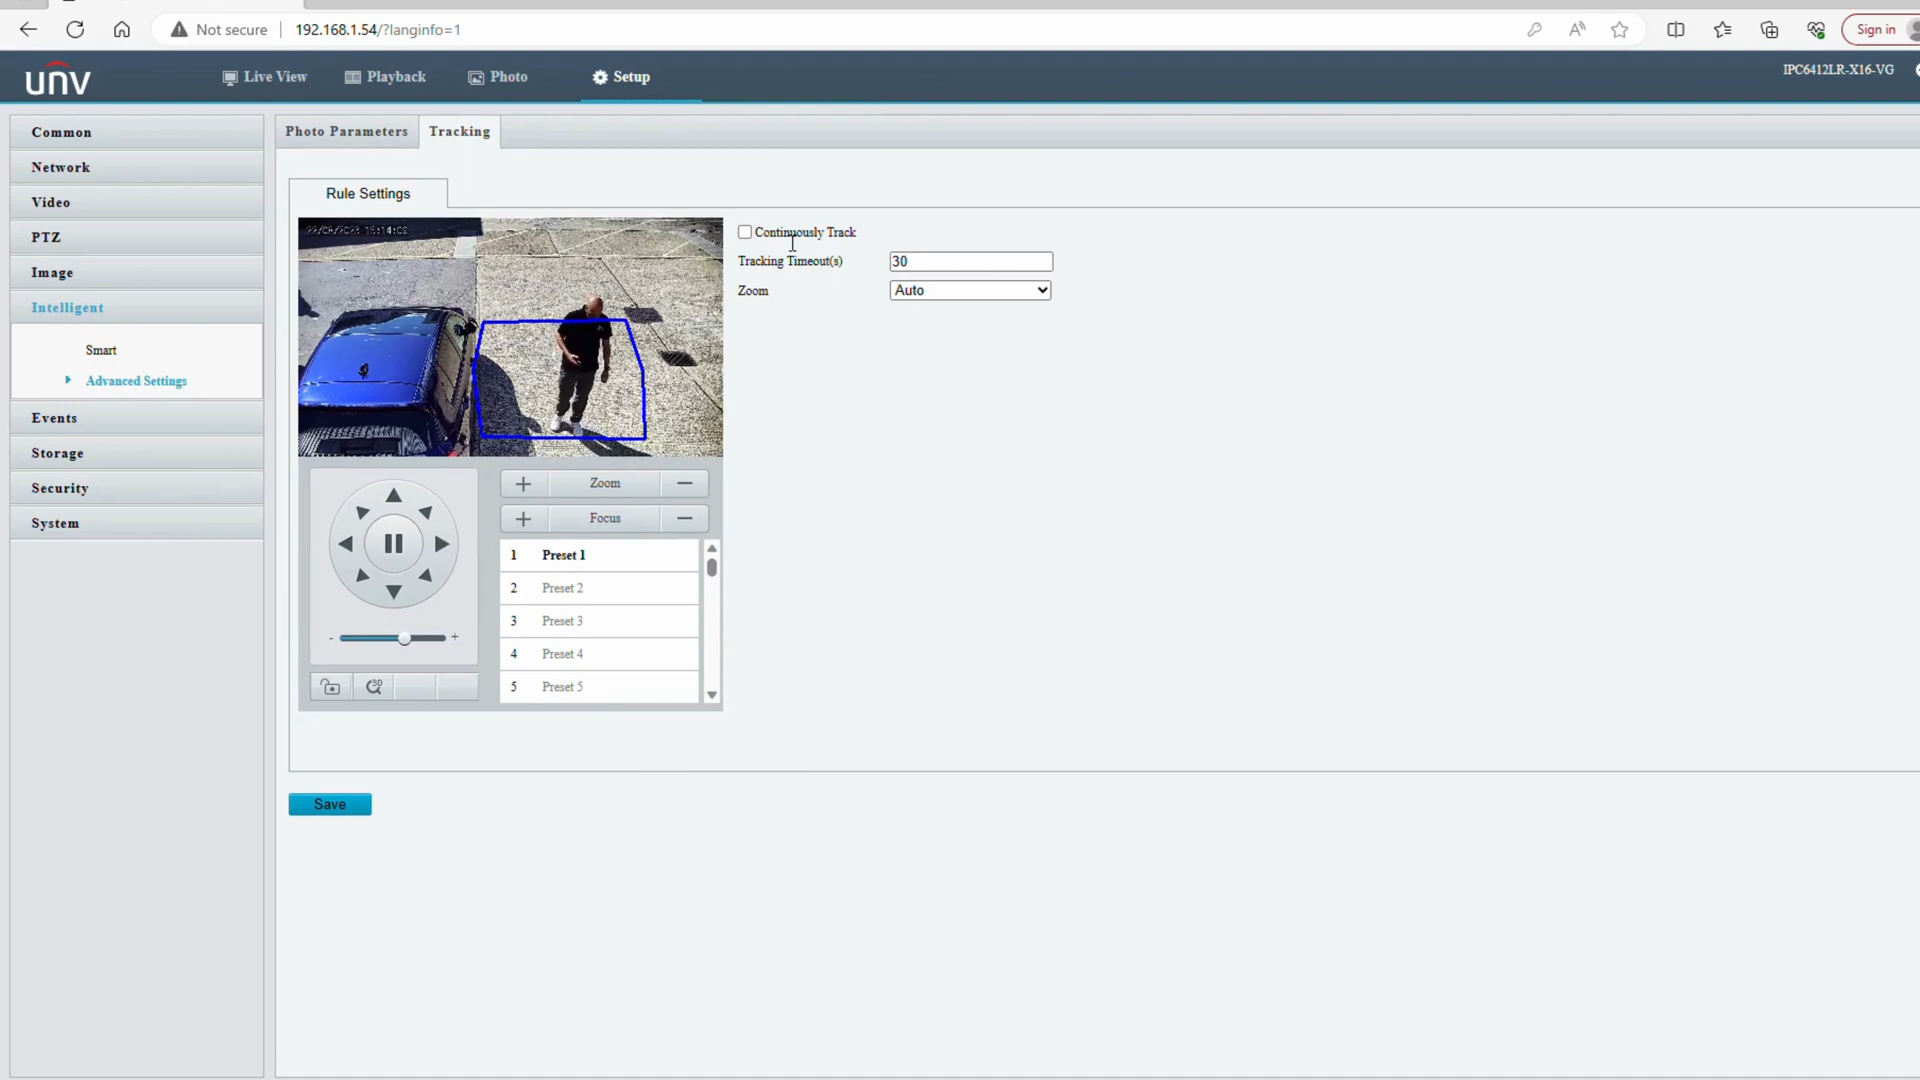 Not secure 192.168.1.54/?langinfo=1 Sign in
unv Live View Playback Photo Setup IPC6412LR-X16-VG
Common
Network
Video
PTZ
Image
Intelligent
Smart
Advanced Settings
Events
Storage
Security
System
Photo Parameters Tracking
Rule Settings
Continuously Track
Tracking Timeout(s) 30
Zoom Auto
+ Zoom −
+ Focus −
1 Preset 1
2 Preset 2
3 Preset 3
4 Preset 4
5 Preset 5
- +
3D
Save